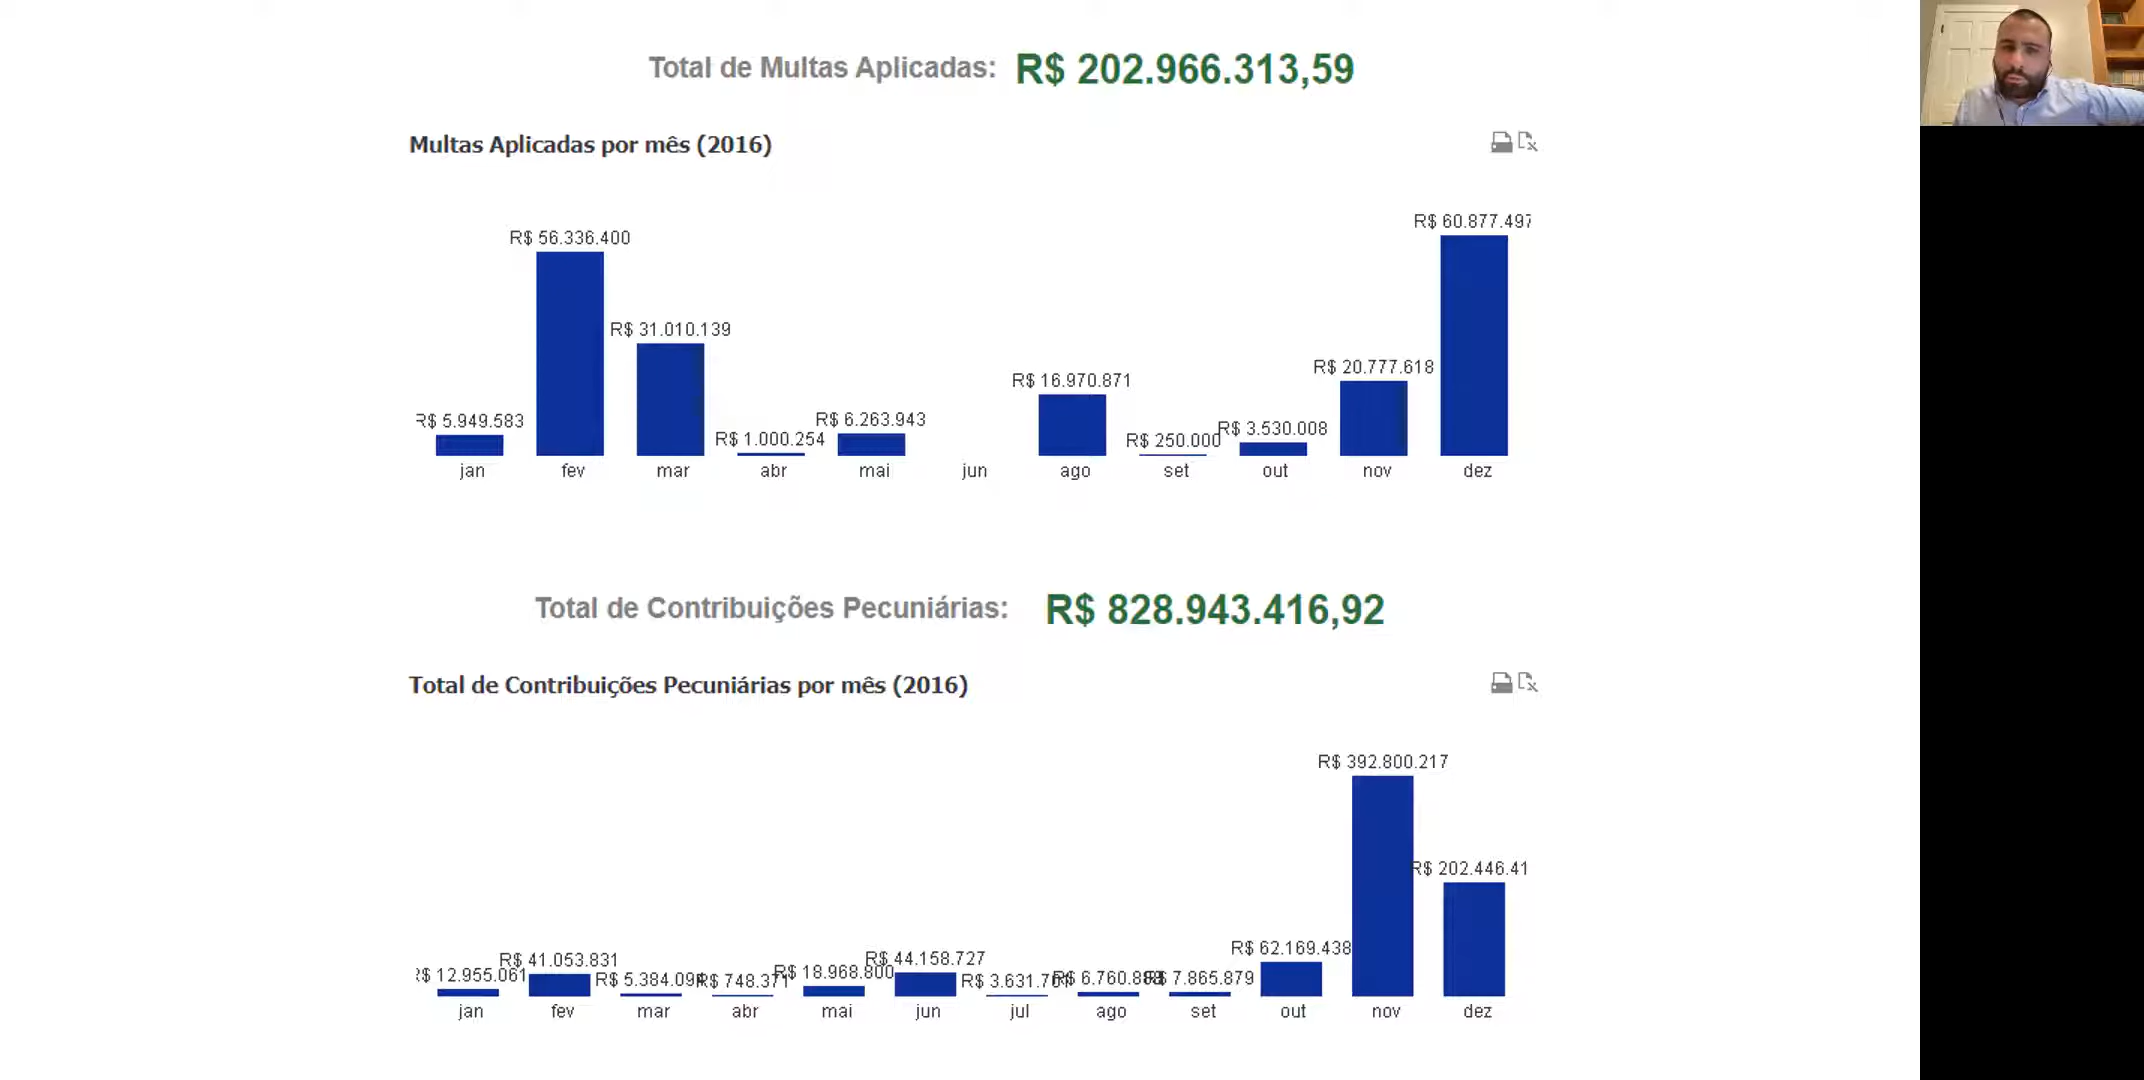 Total de Multas Aplicadas: R$ 202.966.313,59
Multas Aplicadas por mês (2016)
R$ 5.949.583
R$ 56.336.400
R$ 31.010.139
R$ 1.000.254
R$ 6.263.943
R$ 16.970.871
R$ 250.000
R$ 3.530.008
R$ 20.777.618
R$ 60.877.497
jan fev mar abr mai jun ago set out nov dez
Total de Contribuições Pecuniárias: R$ 828.943.416,92
Total de Contribuições Pecuniárias por mês (2016)
R$ 12.955.061
R$ 41.053.831
R$ 748.371
R$ 18.968.800
R$ 44.158.727
R$ 7.865.879
R$ 62.169.438
R$ 392.800.217
R$ 202.446.41
jan fev mar abr mai jun jul ago set out nov dez